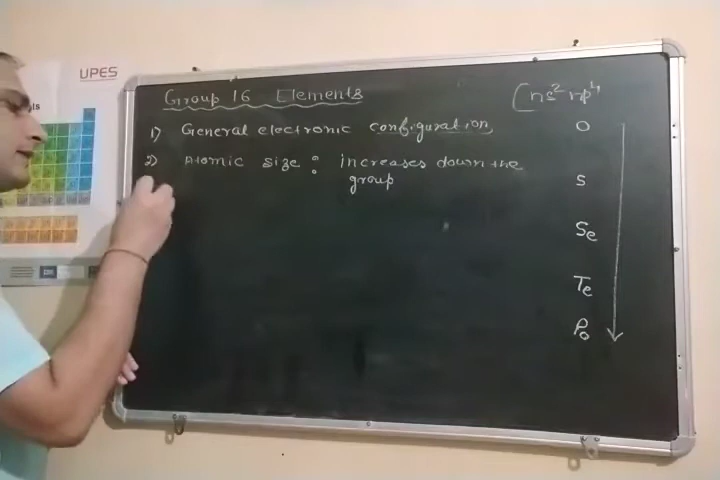 UPES
Group 16 Elements
[ns² np⁴
1) General electronic configuration
2) Atomic size : increases down the
group
O
S
Se
Te
Po